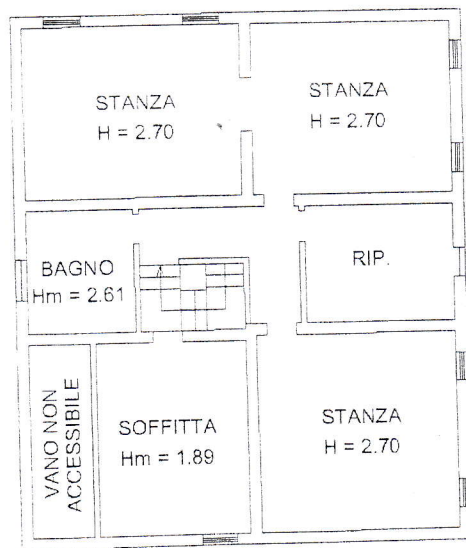 STANZA
H = 2.70
STANZA
H = 2.70
BAGNO
Hm = 2.61
RIP.
VANO NON
ACCESSIBILE
SOFFITTA
Hm = 1.89
STANZA
H = 2.70